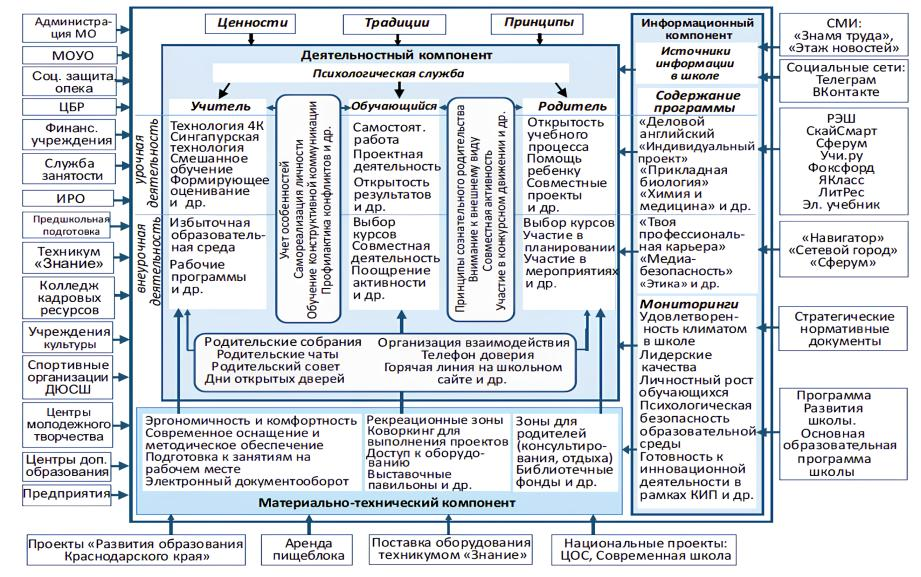 Администра-
ция МО
МОУО
Соц. защита
опека
ЦБР
Финанс.
учреждения
Служба
занятости
ИРО
Предшкольная
подготовка
Техникум
«Знание»
Колледж
кадровых
ресурсов
Учреждения
культуры
Спортивные
организации
ДЮСШ
Центры
молодежного
творчества
Центры доп.
образования
Предприятия
Ценности
Традиции
Принципы
Деятельностный компонент
Психологическая служба
Учитель
Обучающийся
Родитель
урочная
деятельность
Технология 4К
Сингапурская
технология
Смешанное
обучение
Формирующее
оценивание
и др.
Учет особенностей
Самореализация личности
Обучение конструктивной коммуникации
Профилактика конфликтов и др.
Самостоят.
работа
Проектная
деятельность
Открытость
результатов и др.
Принципы сознательного родительства
Внимание к внешнему виду
Совместная активность
Участие в конкурсном движении и др.
Открытость
учебного
процесса
Помощь
ребенку
Совместные
проекты и др.
внеурочная
деятельность
Избыточная
образователь-
ная среда
Рабочие
программы
и др.
Выбор
курсов
Совместная
деятельность
Поощрение
активности
и др.
Выбор курсов
Участие в
планировании
Участие в
мероприятиях
и др.
Родительские собрания
Родительские чаты
Родительский совет
Дни открытых дверей
Организация взаимодействия
Телефон доверия
Горячая линия на школьном
сайте и др.
Эргономичность и комфортность
Современное оснащение и
методическое обеспечение
Подготовка к занятиям на
рабочем месте
Электронный документооборот
Рекреационные зоны
Коворкинг для
выполнения проектов
Доступ к оборудо-
ванию
Выставочные
павильоны и др.
Зоны для
родителей
(консультиро-
вания, отдыха)
Библиотечные
фонды и др.
Материально-технический компонент
Информационный
компонент
Источники
информации
в школе
Содержание
программы
«Деловой
английский
«Индивидуальный
проект»
«Прикладная
биология»
«Химия и
медицина» и др.
«Твоя
профессиональ-
ная карьера»
«Медиа-
безопасность»
«Этика» и др.
Мониторинги
Удовлетворен-
ность климатом
в школе
Лидерские
качества
Личностный рост
обучающихся
Психологическая
безопасность
образовательной
среды
Готовность к
инновационной
деятельности в
рамках КИП и др.
СМИ:
«Знамя труда»,
«Этаж новостей»
Социальные сети:
Телеграм
ВКонтакте
РЭШ
СкайСмарт
Сферум
Учи.ру
Фоксфорд
ЯКласс
ЛитРес
Эл. учебник
«Навигатор»
«Сетевой город»
«Сферум»
Стратегические
нормативные
документы
Программа
Развития
школы.
Основная
образовательная
программа
школы
Проекты «Развития образования
Краснодарского края»
Аренда
пищеблока
Поставка оборудования
техникумом «Знание»
Национальные проекты:
ЦОС, Современная школа